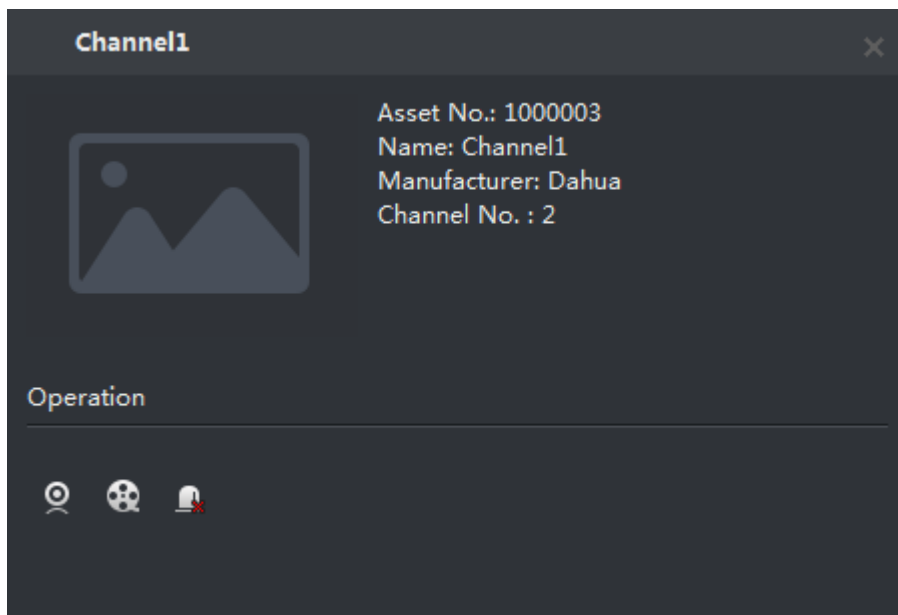 Channel1
Asset No.: 1000003
Name: Channel1
Manufacturer: Dahua
Channel No. : 2
Operation